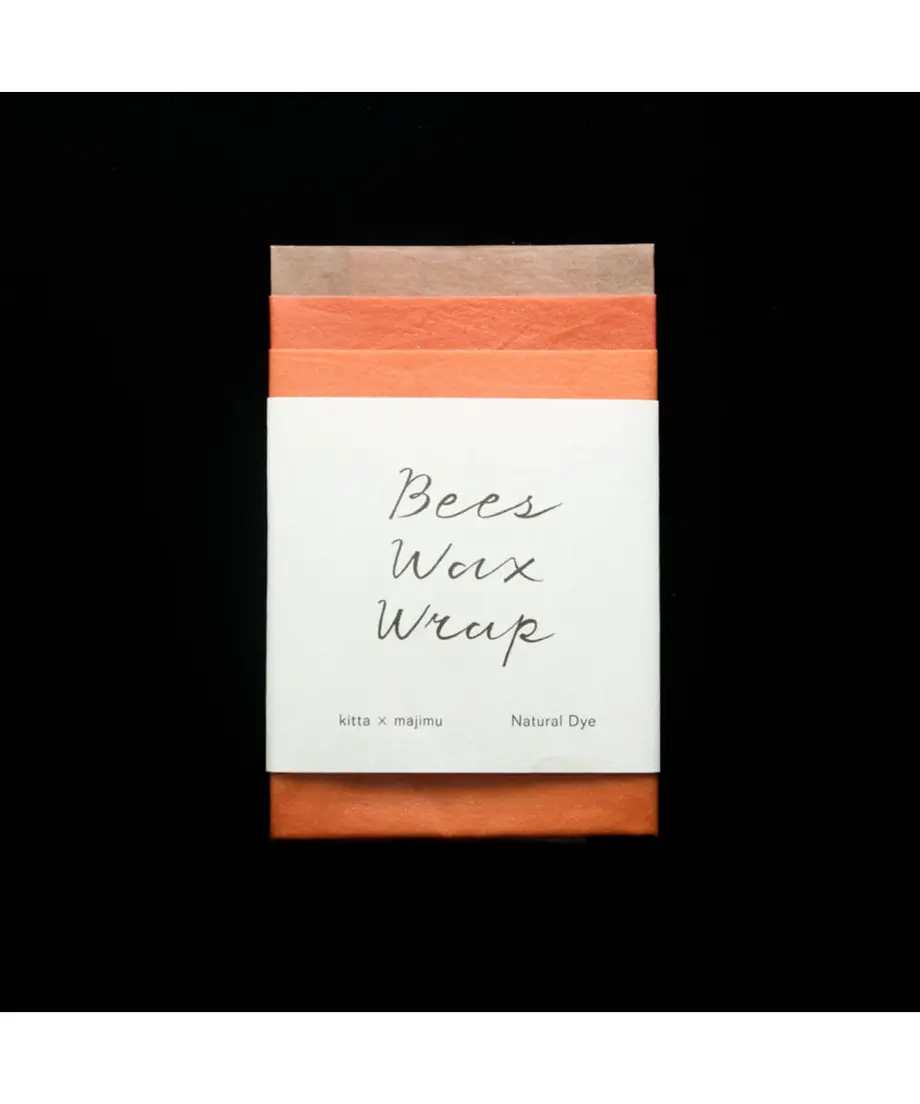 Bees
Wax
Wrap
kitta × majimu Natural Dye